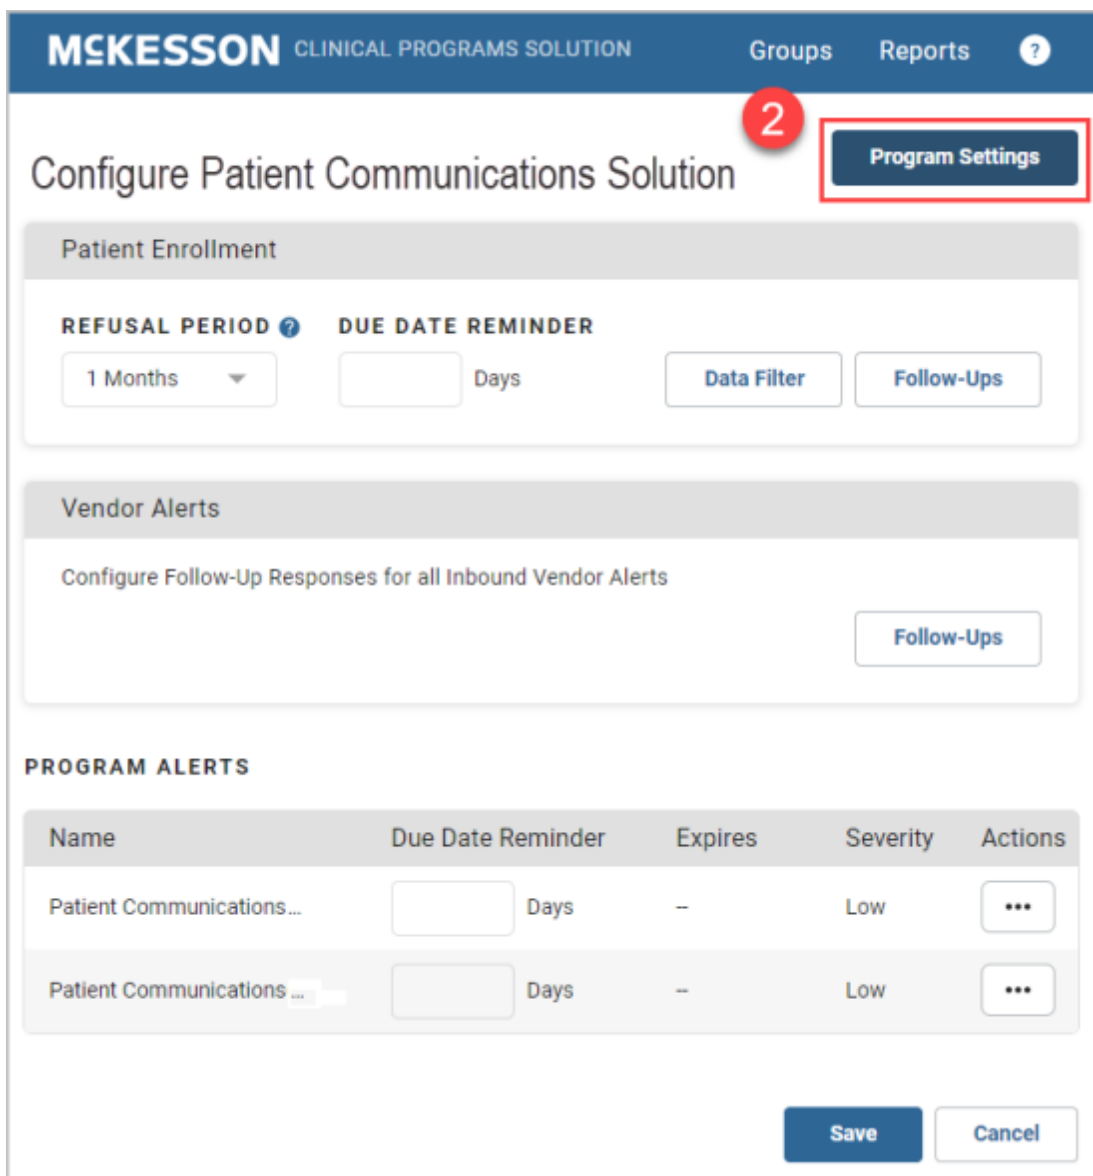 MCKESSON CLINICAL PROGRAMS SOLUTION Groups Reports ?
2
Configure Patient Communications Solution Program Settings
Patient Enrollment
REFUSAL PERIOD ? DUE DATE REMINDER
1 Months Days Data Filter Follow-Ups
Vendor Alerts
Configure Follow-Up Responses for all Inbound Vendor Alerts
Follow-Ups
PROGRAM ALERTS
Name Due Date Reminder Expires Severity Actions
Patient Communications... Days -- Low •••
Patient Communications ... Days -- Low •••
Save Cancel